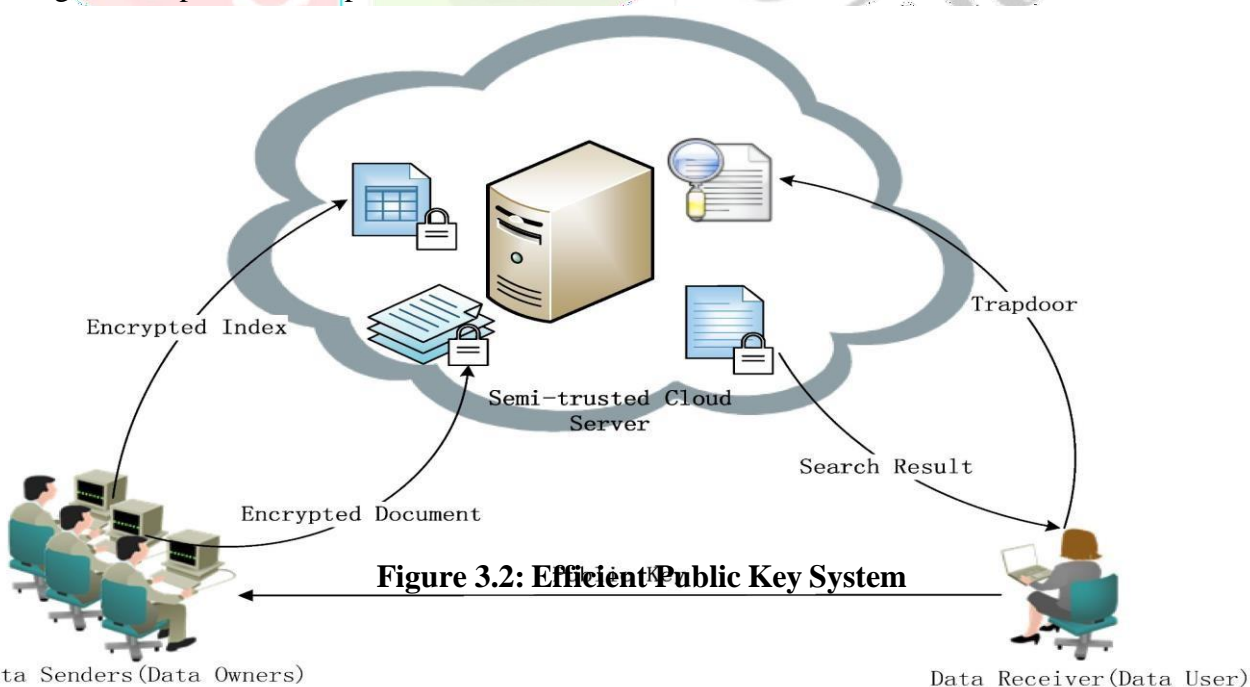 Encrypted Index
Trapdoor
Semi-trusted Cloud
Server
Search Result
Encrypted Document
Figure 3.2: Efficient Public Key System
ta Senders(Data Owners)
Data Receiver(Data User)